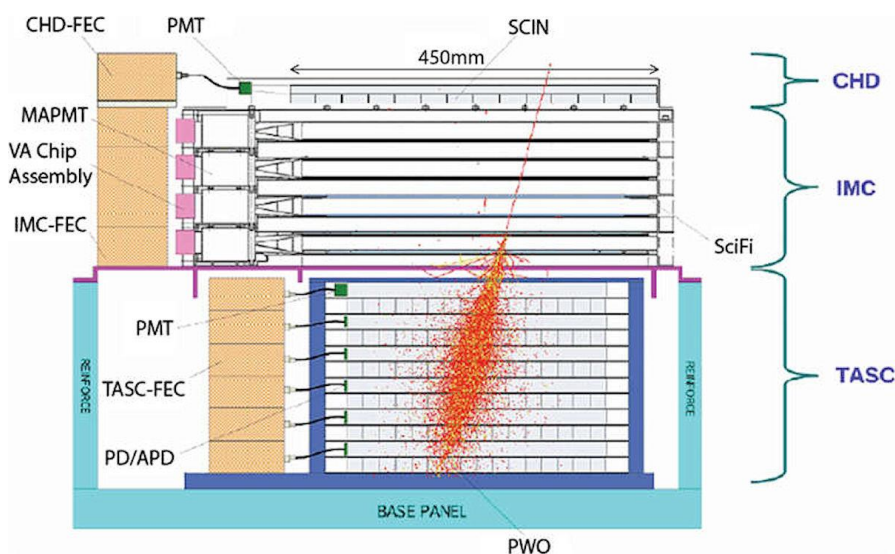 CHD-FEC
PMT
SCIN
450mm
CHD
MAPMT
VA Chip
Assembly
IMC
IMC-FEC
SciFi
PMT
REINFORCE
REINFORCE
TASC-FEC
TASC
PD/APD
BASE PANEL
PWO